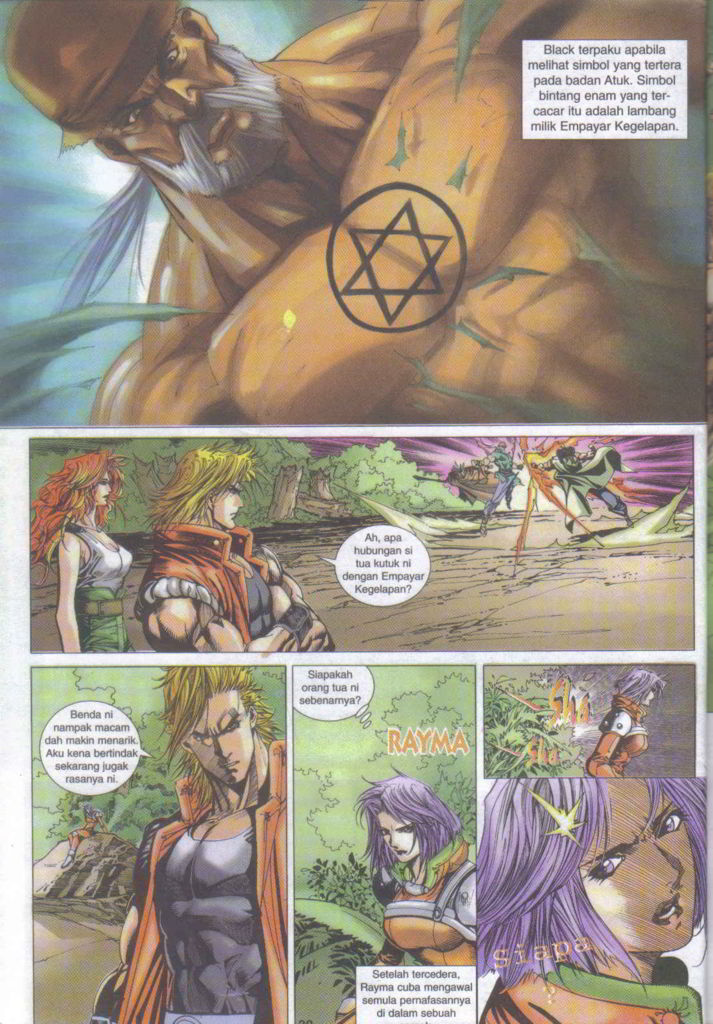 Black terpaku apabila
melihat simbol yang tertera
pada badan Atuk. Simbol
bintang enam yang ter-
cacar itu adalah lambang
milik Empayar Kegelapan.
Ah, apa
hubungan si
tua kutuk ni
dengan Empayar
Kegelapan?
Benda ni
nampak macam
dah makin menarik.
Aku kena bertindak
sekarang jugak
rasanya ni.
Siapakah
orang tua ni
sebenarnya?
RAYMA
Setelah tercedera,
Rayma cuba mengawal
semula pernafasannya
di dalam sebuah
Sha
Sha
Siapa
?